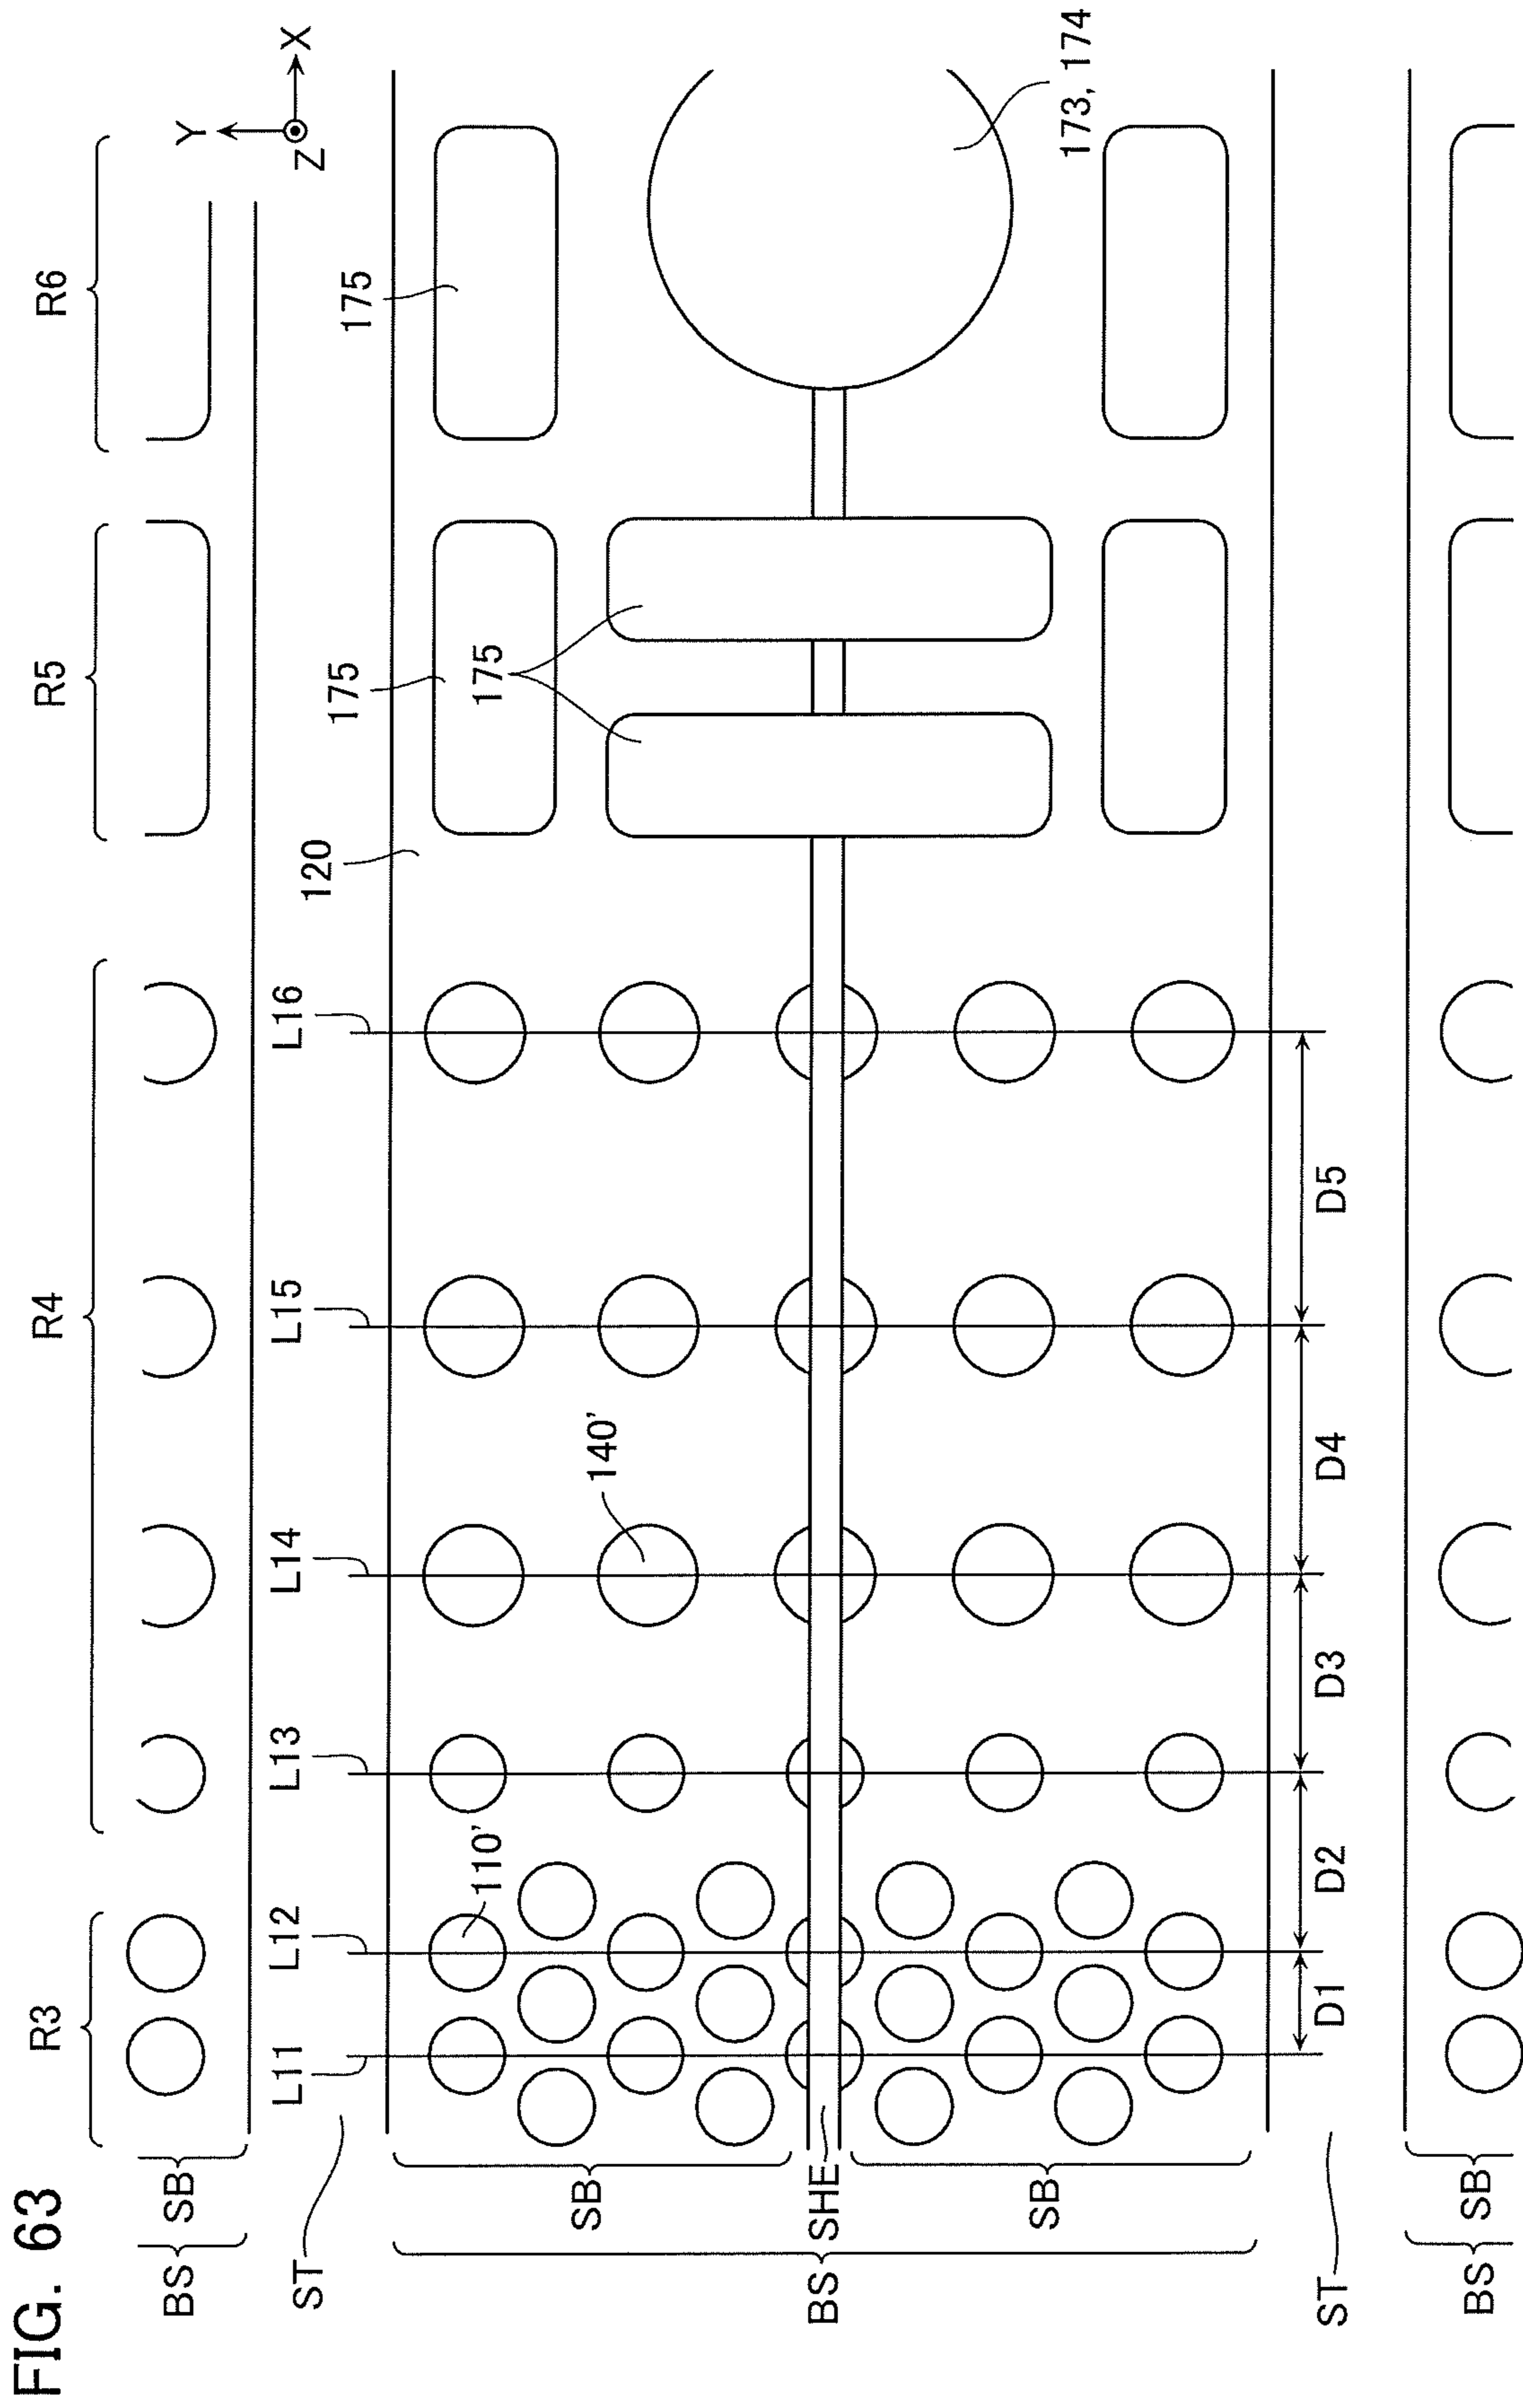 FIG. 63
R3
R4
R5
R6
Y
X
Z
BS
SB
ST
L11
L12
L13
L14
L15
L16
120
175
175
175
110’
140’
173, 174
SB
SHE
BS
SB
D1
D2
D3
D4
D5
ST
SB
BS